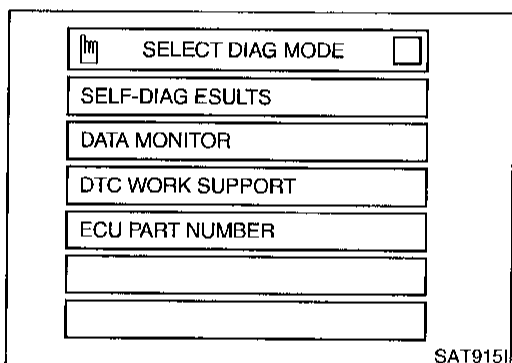 SELECT DIAG MODE
SELF-DIAG ESULTS
DATA MONITOR
DTC WORK SUPPORT
ECU PART NUMBER
SAT915I